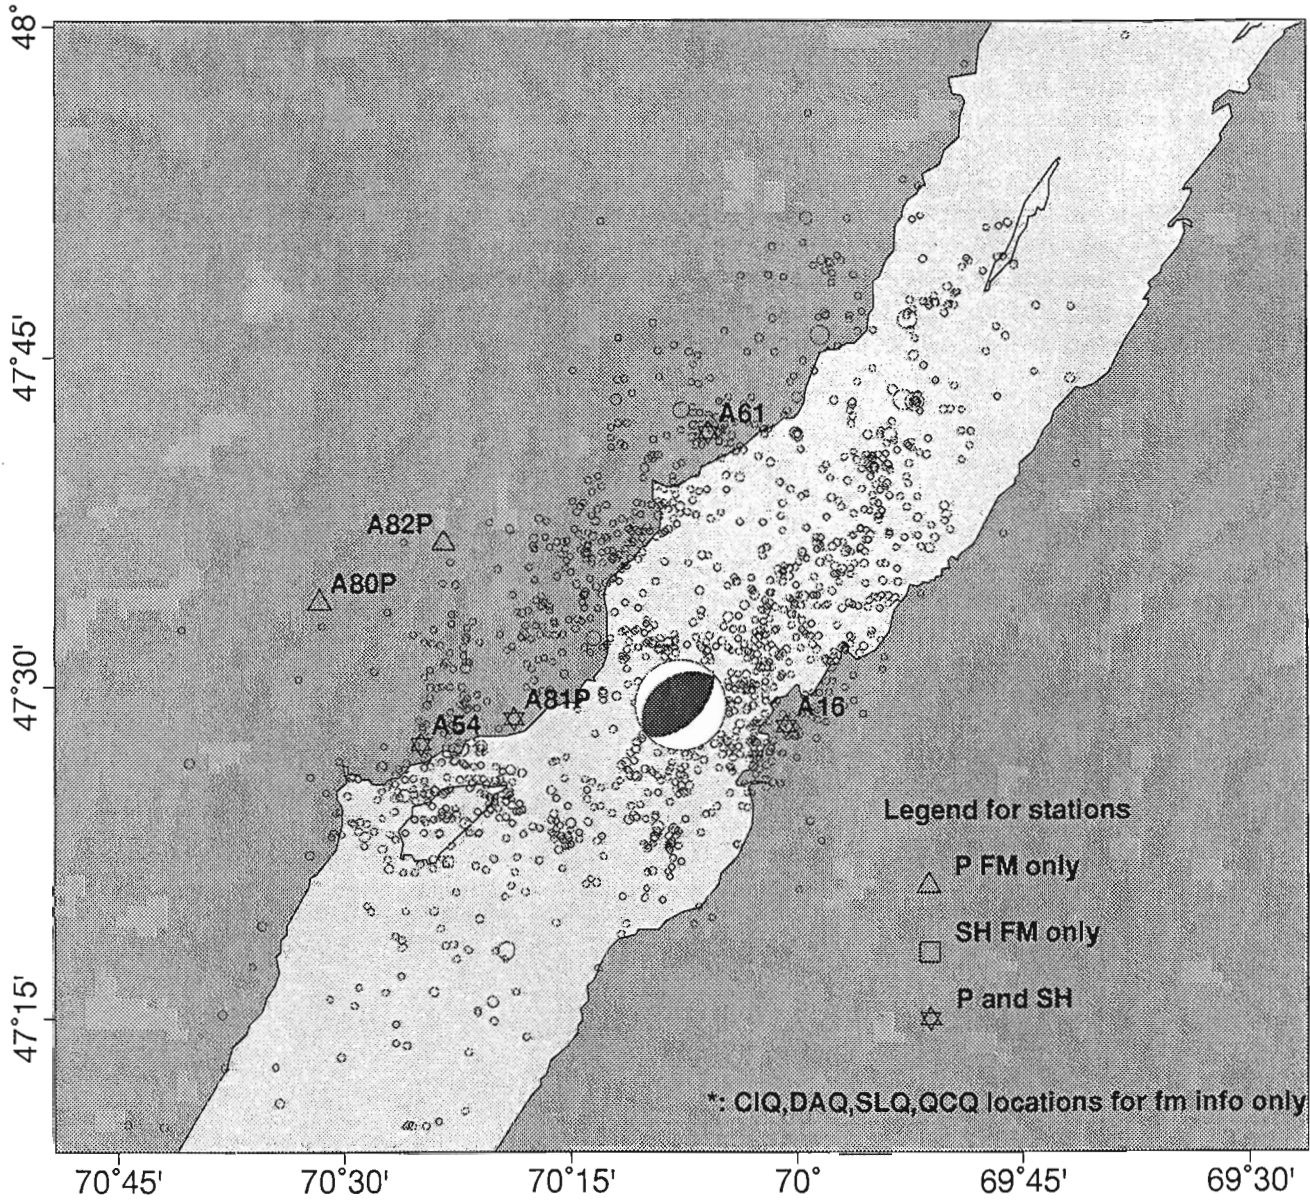 48°
47°45'
A61
A82P
A80P
47°30'
A81P
A16
A54
Legend for stations
P FM only
SH FM only
P and SH
47°15'
*: CIQ,DAQ,SLQ,QCQ locations for fm info only
70°45' 70°30' 70°15' 70° 69°45' 69°30'